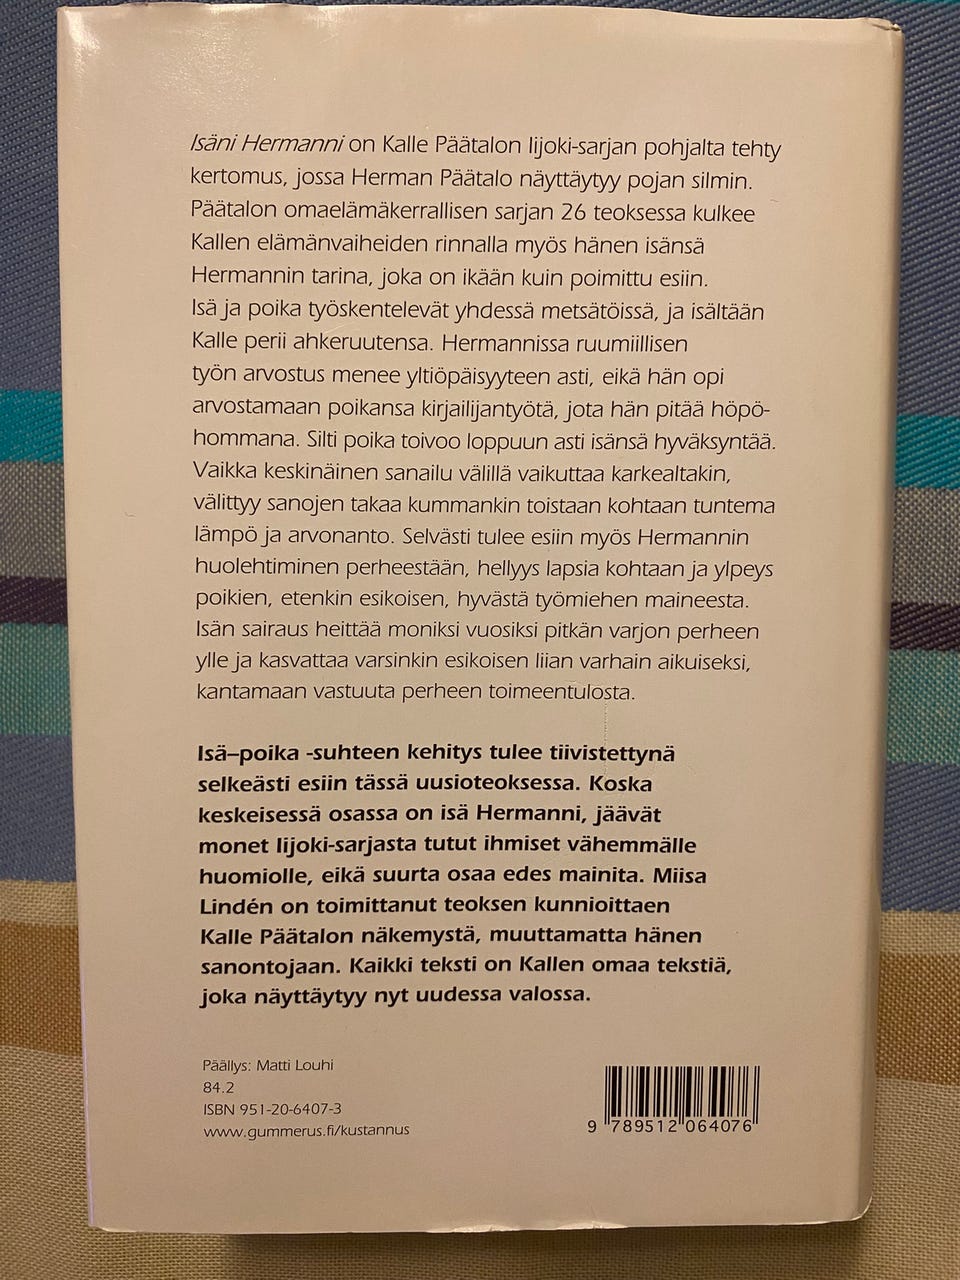 Isäni Hermanni on Kalle Päätalon Iijoki-sarjan pohjalta tehty
kertomus, jossa Herman Päätalo näyttäytyy pojan silmin.
Päätalon omaelämäkerrallisen sarjan 26 teoksessa kulkee
Kallen elämänvaiheiden rinnalla myös hänen isänsä
Hermannin tarina, joka on ikään kuin poimittu esiin.
Isä ja poika työskentelevät yhdessä metsätöissä, ja isältään
Kalle perii ahkeruutensa. Hermannissa ruumiillisen
työn arvostus menee yltiöpäisyyteen asti, eikä hän opi
arvostamaan poikansa kirjailijantyötä, jota hän pitää höpö-
hommana. Silti poika toivoo loppuun asti isänsä hyväksyntää.
Vaikka keskinäinen sanailu välillä vaikuttaa karkealtakin,
välittyy sanojen takaa kummankin toistaan kohtaan tuntema
lämpö ja arvonanto. Selvästi tulee esiin myös Hermannin
huolehtiminen perheestään, hellyys lapsia kohtaan ja ylpeys
poikien, etenkin esikoisen, hyvästä työmiehen maineesta.
Isän sairaus heittää moniksi vuosiksi pitkän varjon perheen
ylle ja kasvattaa varsinkin esikoisen liian varhain aikuiseksi,
kantamaan vastuuta perheen toimeentulosta.
Isä–poika -suhteen kehitys tulee tiivistettynä
selkeästi esiin tässä uusioteoksessa. Koska
keskeisessä osassa on isä Hermanni, jäävät
monet Iijoki-sarjasta tutut ihmiset vähemmälle
huomiolle, eikä suurta osaa edes mainita. Miisa
Lindén on toimittanut teoksen kunnioittaen
Kalle Päätalon näkemystä, muuttamatta hänen
sanontojaan. Kaikki teksti on Kallen omaa tekstiä,
joka näyttäytyy nyt uudessa valossa.
Päällys: Matti Louhi
84.2
ISBN 951-20-6407-3
www.gummerus.fi/kustannus
9 789512 064076